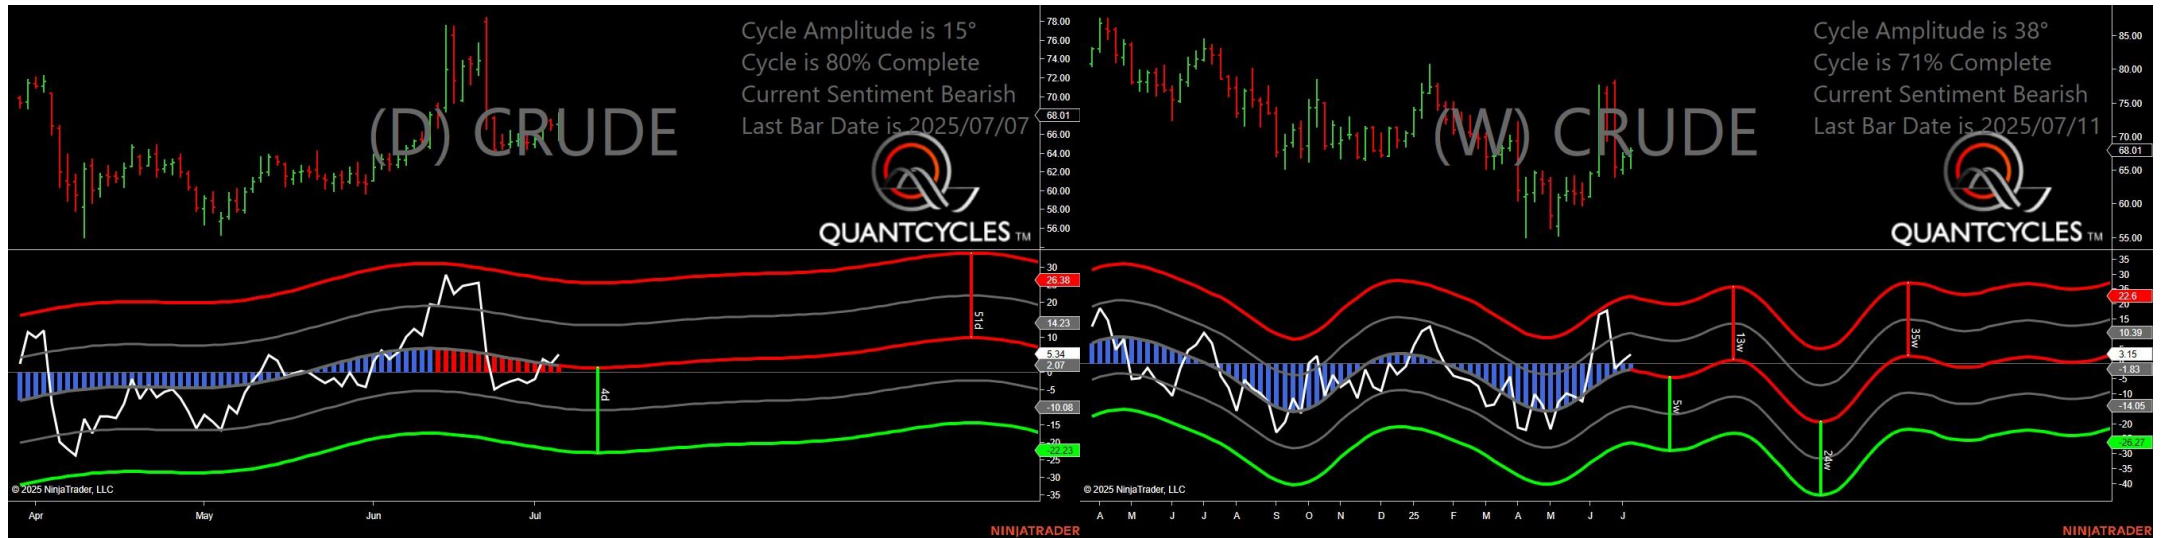 Cycle Amplitude is 15°
Cycle is 80% Complete
Current Sentiment Bearish
Last Bar Date is 2025/07/07
(D) CRUDE
QUANTCYCLES TM
78.00
76.00
74.00
72.00
70.00
68.01
66.00
64.00
62.00
60.00
58.00
56.00
30
26.38
20
14.23
10
5.34
2.07
0
-5
-10.08
-15
-20
-22.23
-25
-30
-35
51d
4d
© 2025 NinjaTrader, LLC
Apr May Jun Jul
NINJATRADER
Cycle Amplitude is 38°
Cycle is 71% Complete
Current Sentiment Bearish
Last Bar Date is 2025/07/11
(W) CRUDE
QUANTCYCLES TM
85.00
80.00
75.00
70.00
68.01
65.00
60.00
55.00
35
30
25
22.6
20
15
10.39
3.15
-1.83
-5
-10
-14.05
-20
-26.27
-30
-35
-40
13w
35w
5w
24w
© 2025 NinjaTrader, LLC
A M J J A S O N D 25 F M A M J J
NINJATRADER